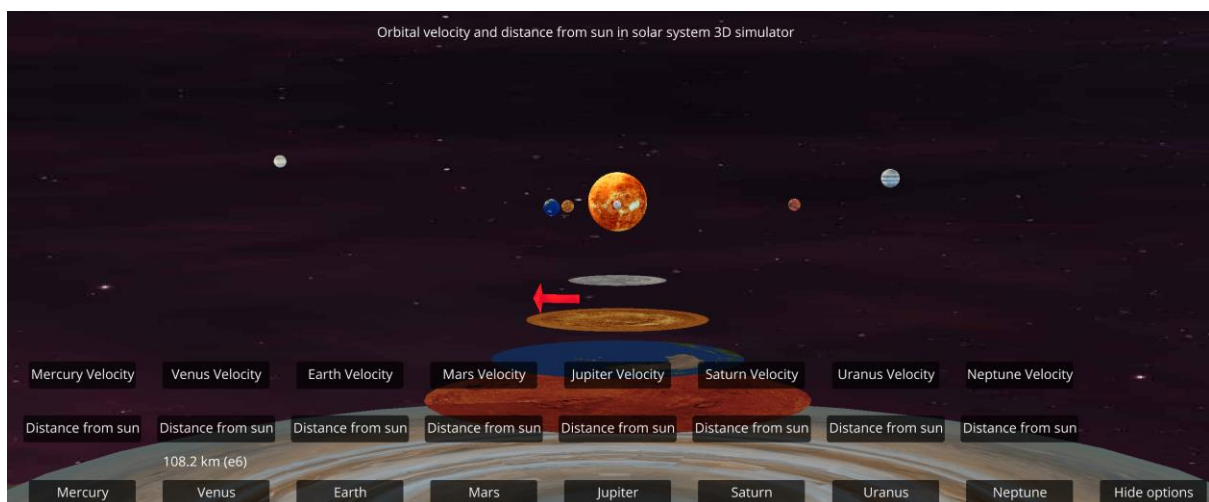 Orbital velocity and distance from sun in solar system 3D simulator
Mercury Velocity Venus Velocity Earth Velocity Mars Velocity Jupiter Velocity Saturn Velocity Uranus Velocity Neptune Velocity
Distance from sun Distance from sun Distance from sun Distance from sun Distance from sun Distance from sun Distance from sun Distance from sun
108.2 km (e6)
Mercury Venus Earth Mars Jupiter Saturn Uranus Neptune Hide options